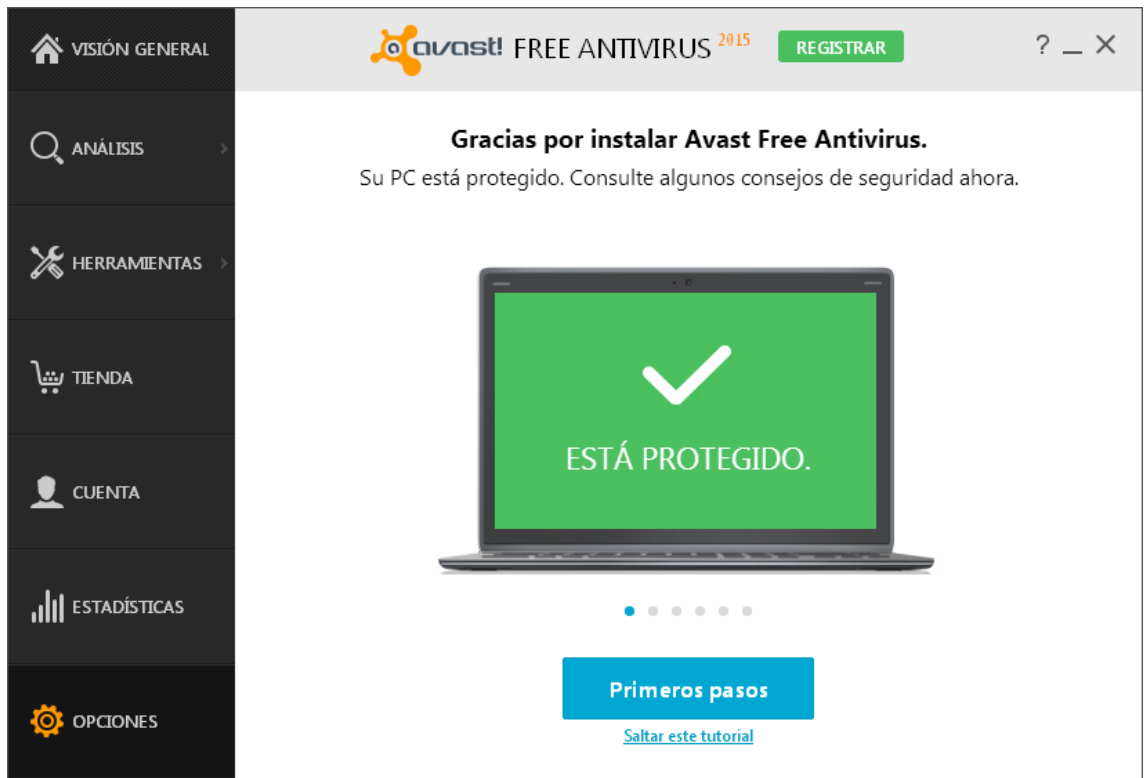 VISIÓN GENERAL
avast! FREE ANTIVIRUS 2015
REGISTRAR
?
ANÁLISIS
HERRAMIENTAS
TIENDA
CUENTA
ESTADÍSTICAS
OPCIONES
Gracias por instalar Avast Free Antivirus.
Su PC está protegido. Consulte algunos consejos de seguridad ahora.
ESTÁ PROTEGIDO.
Primeros pasos
Saltar este tutorial